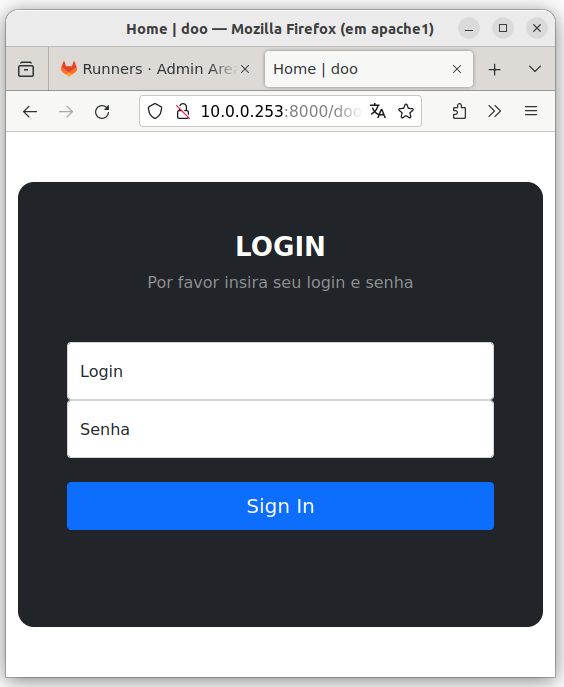 Home | doo — Mozilla Firefox (em apache1)
Runners · Admin Area
Home | doo
10.0.0.253:8000/doo
LOGIN
Por favor insira seu login e senha
Login
Senha
Sign In